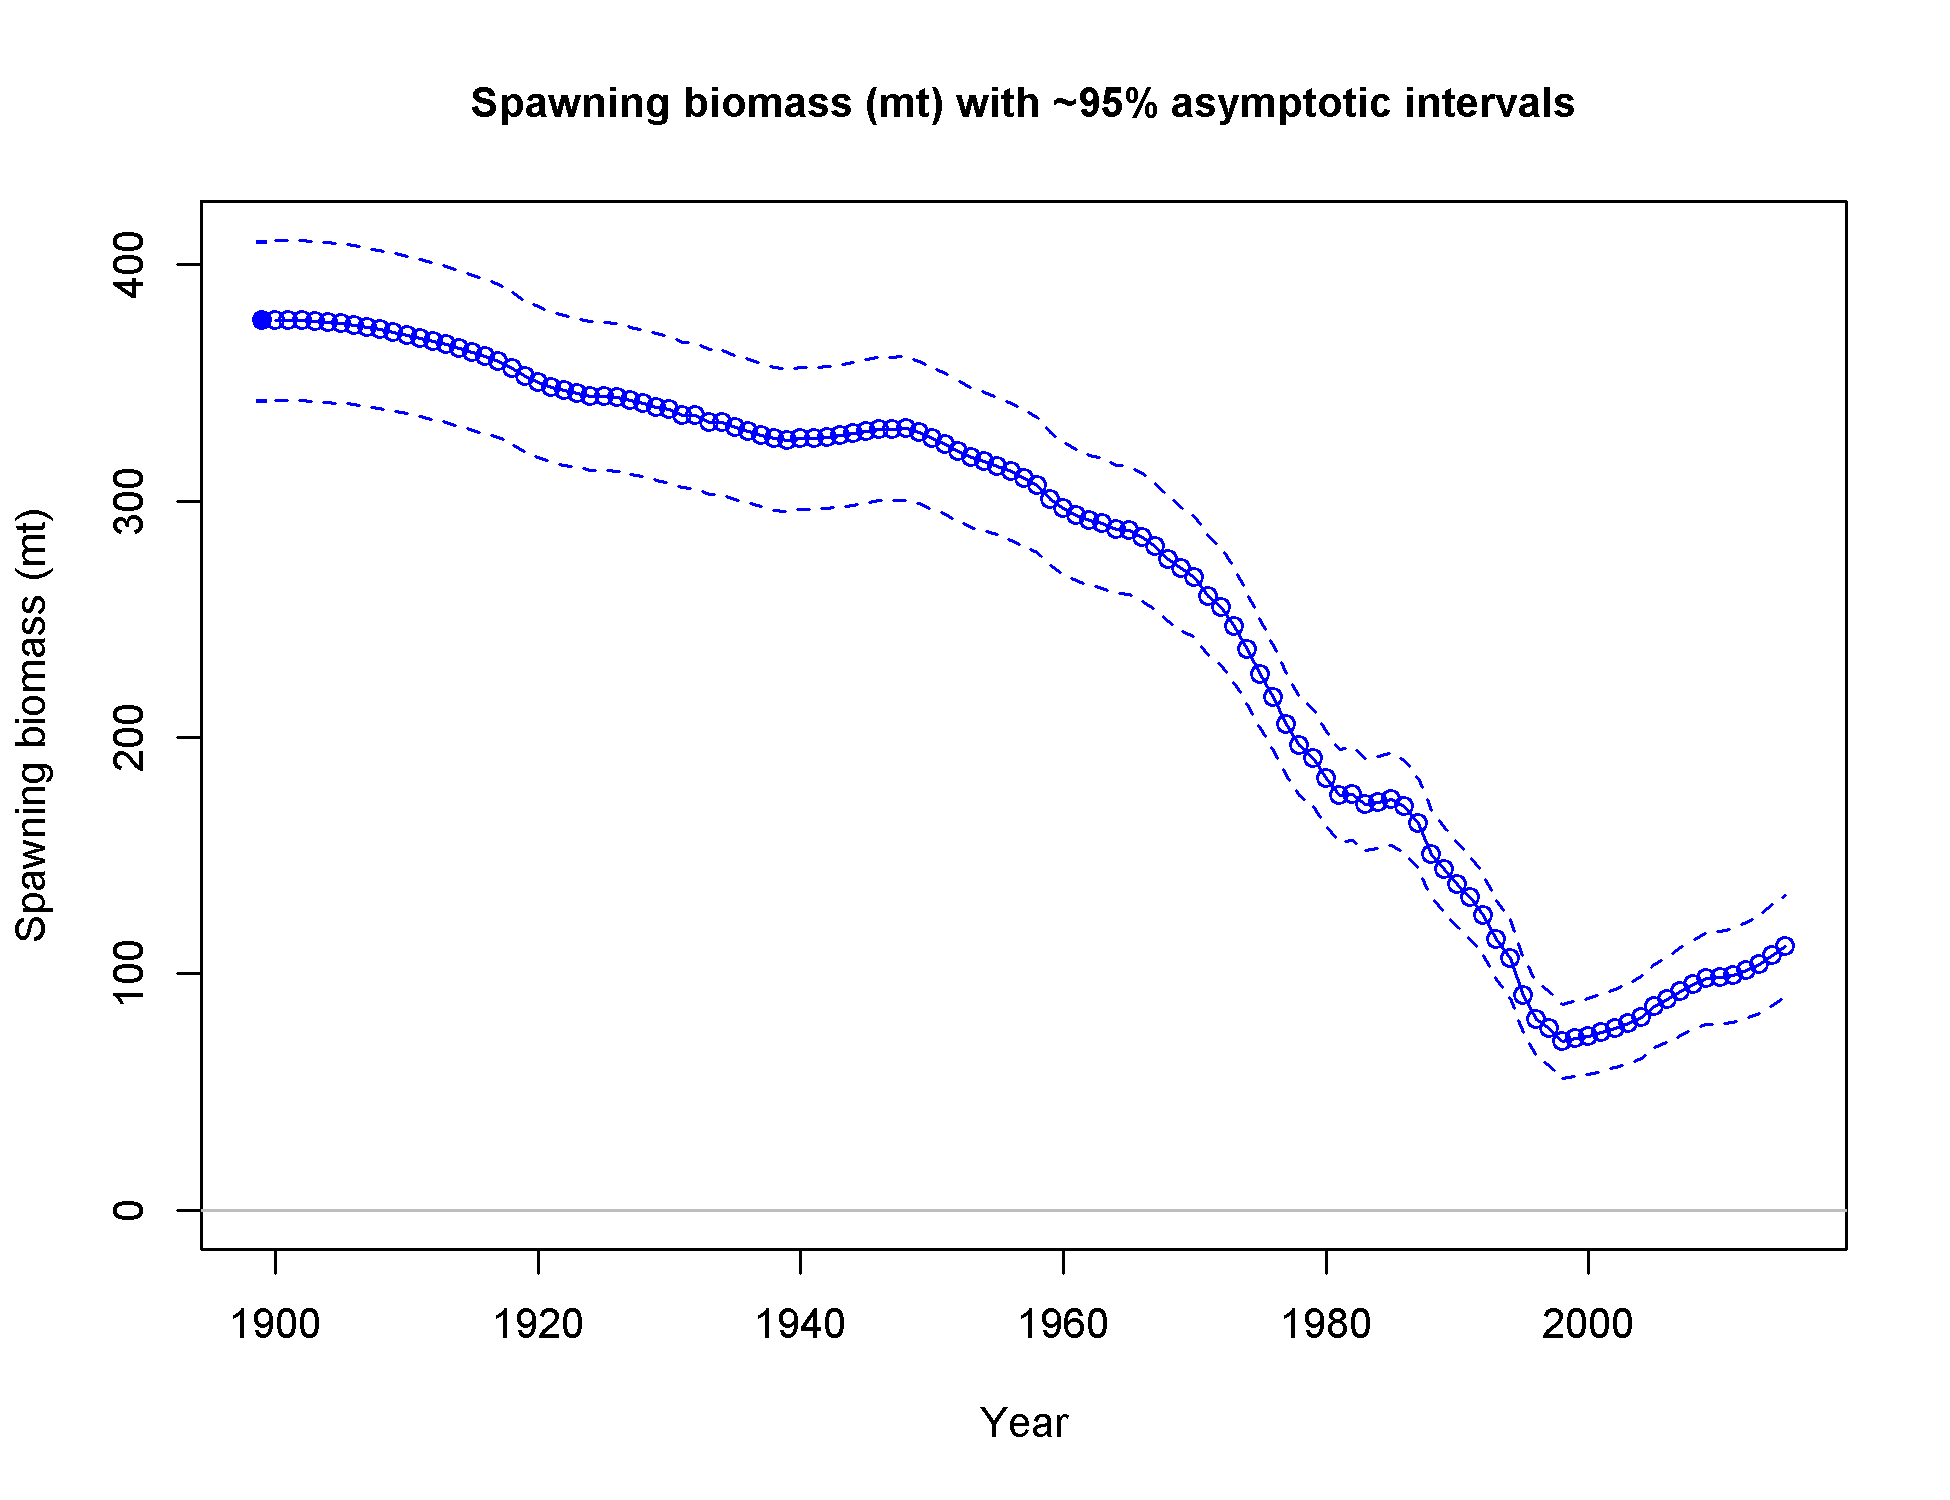 Spawning biomass (mt) with ~95% asymptotic intervals
Spawning biomass (mt)
400
300
200
100
0
1900 1920 1940 1960 1980 2000
Year